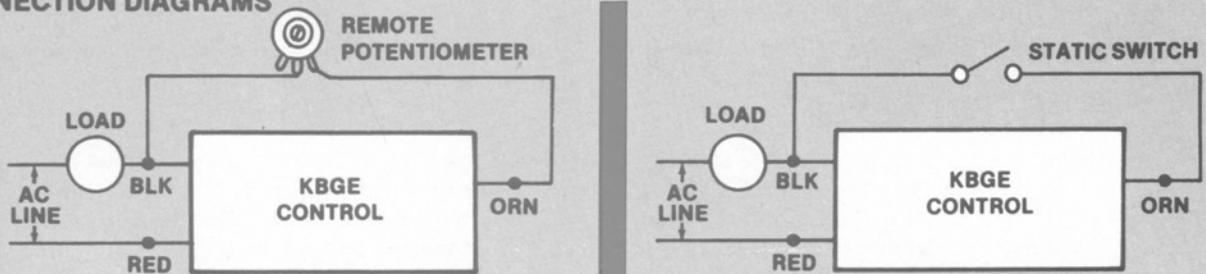 NECTION DIAGRAMS
REMOTE
POTENTIOMETER
LOAD
AC
LINE
BLK
RED
KBGE
CONTROL
ORN
STATIC SWITCH
LOAD
AC
LINE
BLK
RED
KBGE
CONTROL
ORN